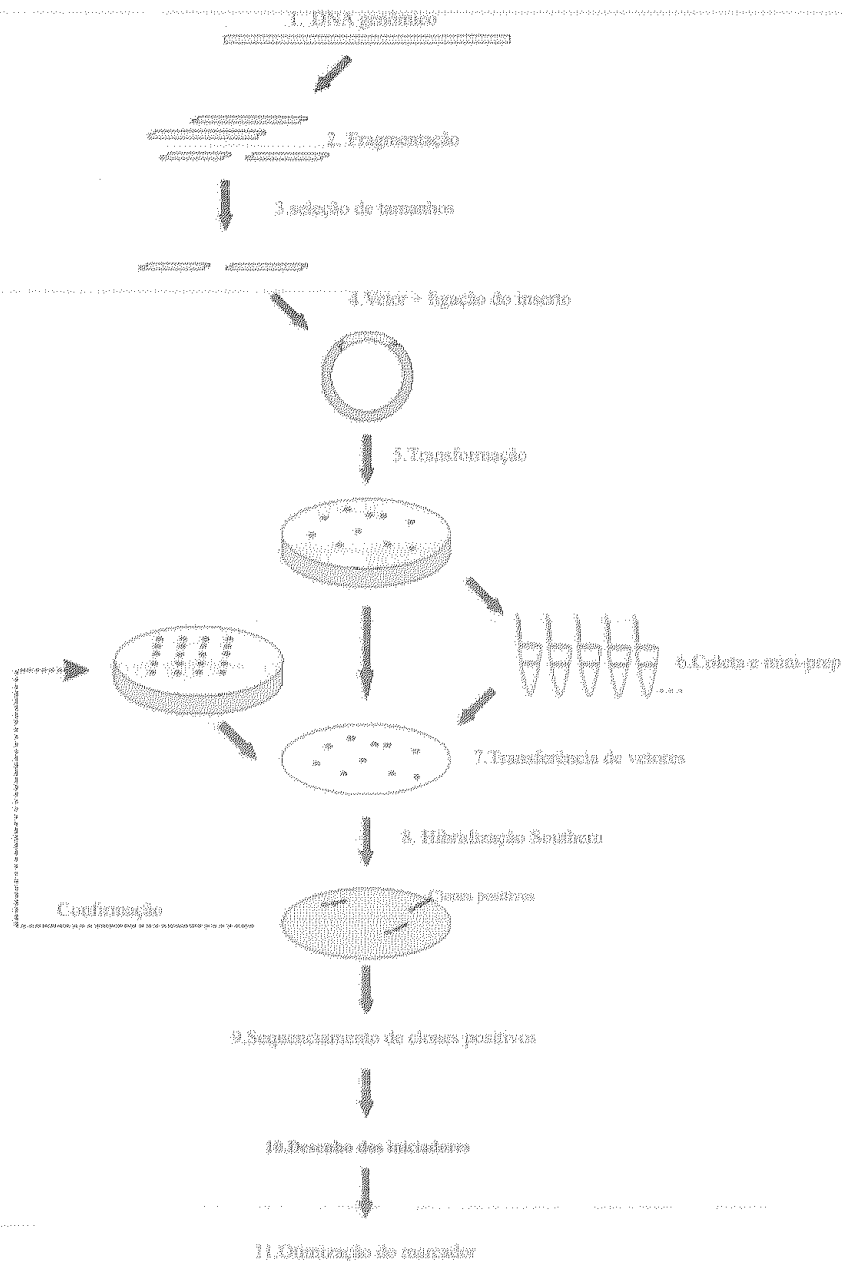 1. DNA genômico
2. Fragmentação
3.seleção de tamanhos
4.Vetor + ligação do inserto
5.Transformação
6.Coleta e mini-prep
7.Transferência de vetores
8. Hibridização Southern
Clones positivos
Confirmação
9.Sequenciamento de clones positivos
10.Desenho dos iniciadores
11.Otimização do marcador